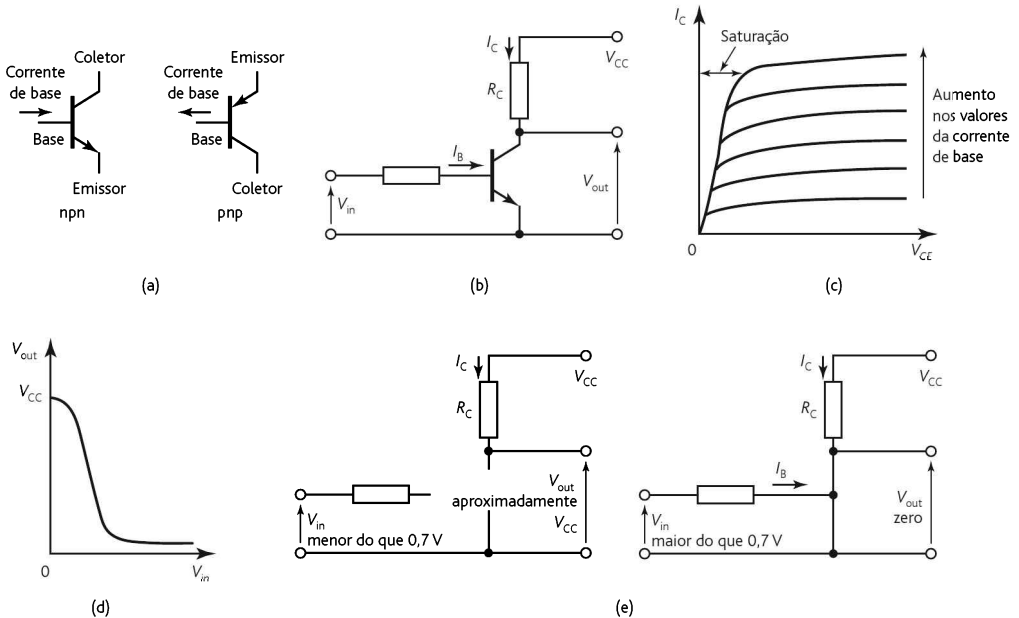 Coletor
Corrente
de base
Base
Emissor
npn
Emissor
Corrente
de base
Base
Coletor
pnp
(a)
I_C
V_CC
R_C
I_B
V_in
V_out
(b)
I_C
Saturação
Aumento
nos valores
da corrente
de base
0
V_CE
(c)
V_out
V_CC
0
V_in
(d)
I_C
V_CC
R_C
V_out
aproximadamente
V_CC
V_in
menor do que 0,7 V
I_C
V_CC
R_C
I_B
V_out
zero
V_in
maior do que 0,7 V
(e)